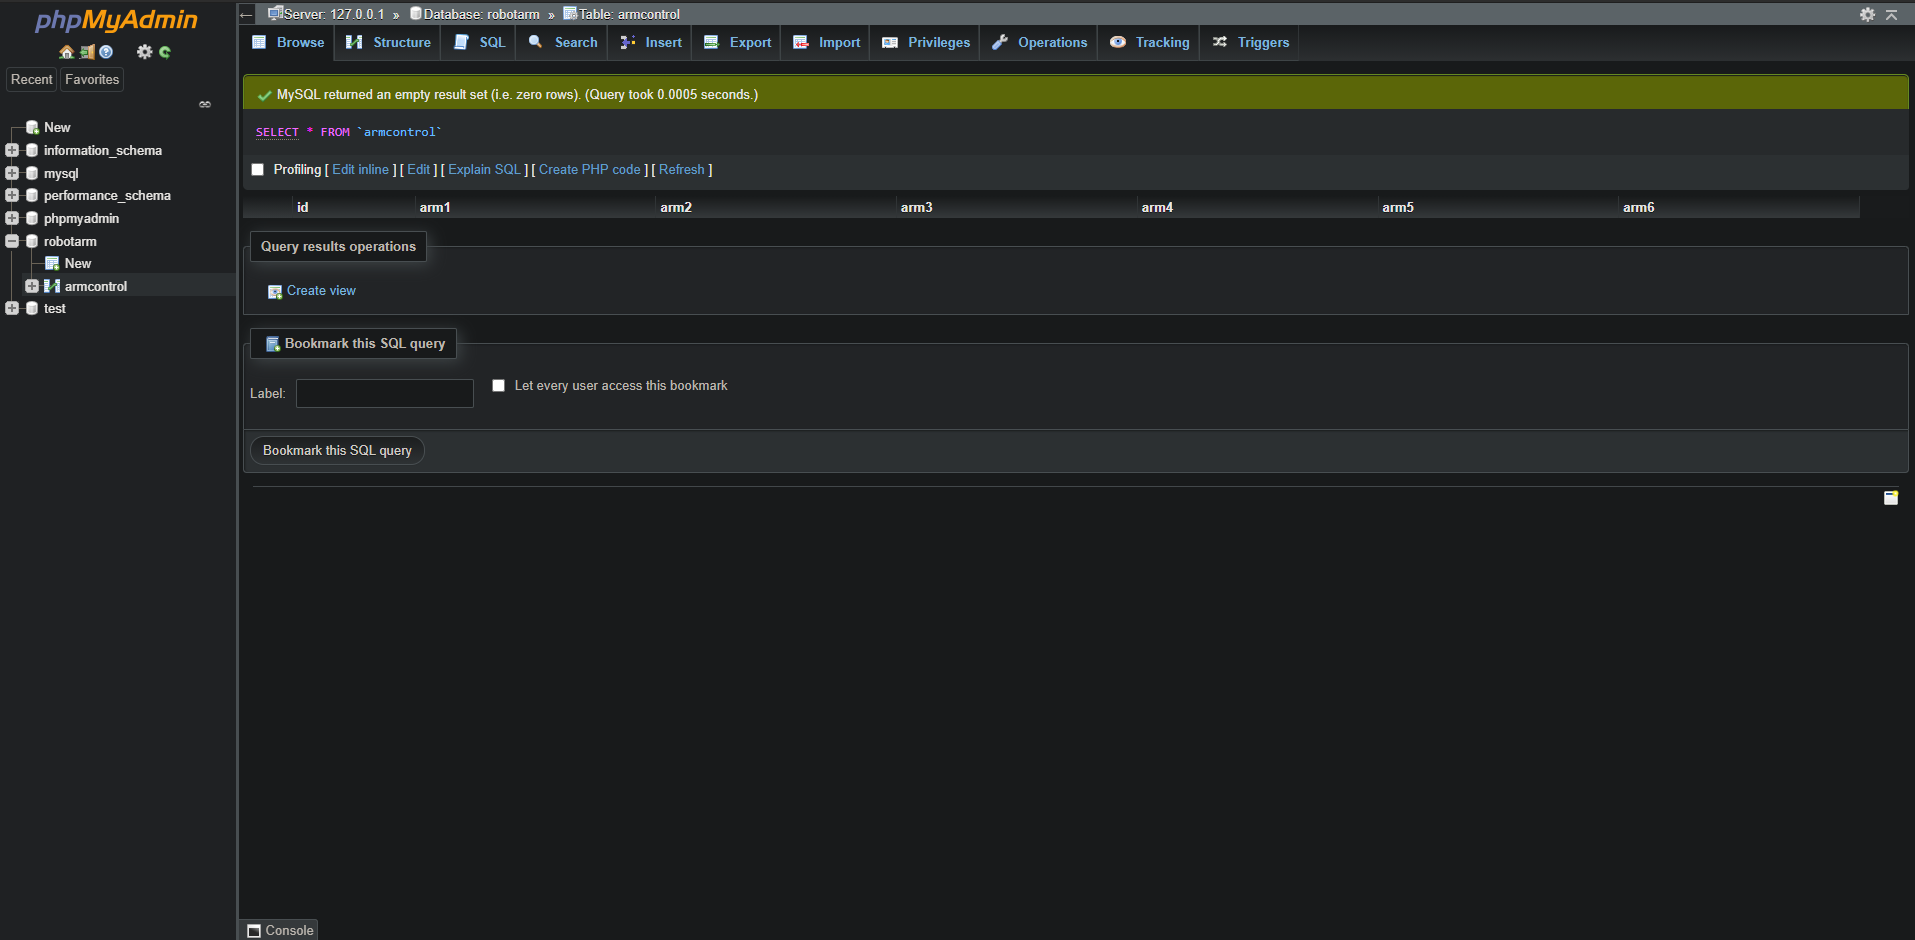 phpMyAdmin
Recent
Favorites
New
information_schema
mysql
performance_schema
phpmyadmin
robotarm
New
armcontrol
test
Server: 127.0.0.1 » Database: robotarm » Table: armcontrol
Browse Structure SQL Search Insert Export Import Privileges Operations Tracking Triggers
MySQL returned an empty result set (i.e. zero rows). (Query took 0.0005 seconds.)
SELECT * FROM `armcontrol`
Profiling [ Edit inline ] [ Edit ] [ Explain SQL ] [ Create PHP code ] [ Refresh ]
id arm1 arm2 arm3 arm4 arm5 arm6
Query results operations
Create view
Bookmark this SQL query
Label:
Let every user access this bookmark
Bookmark this SQL query
Console